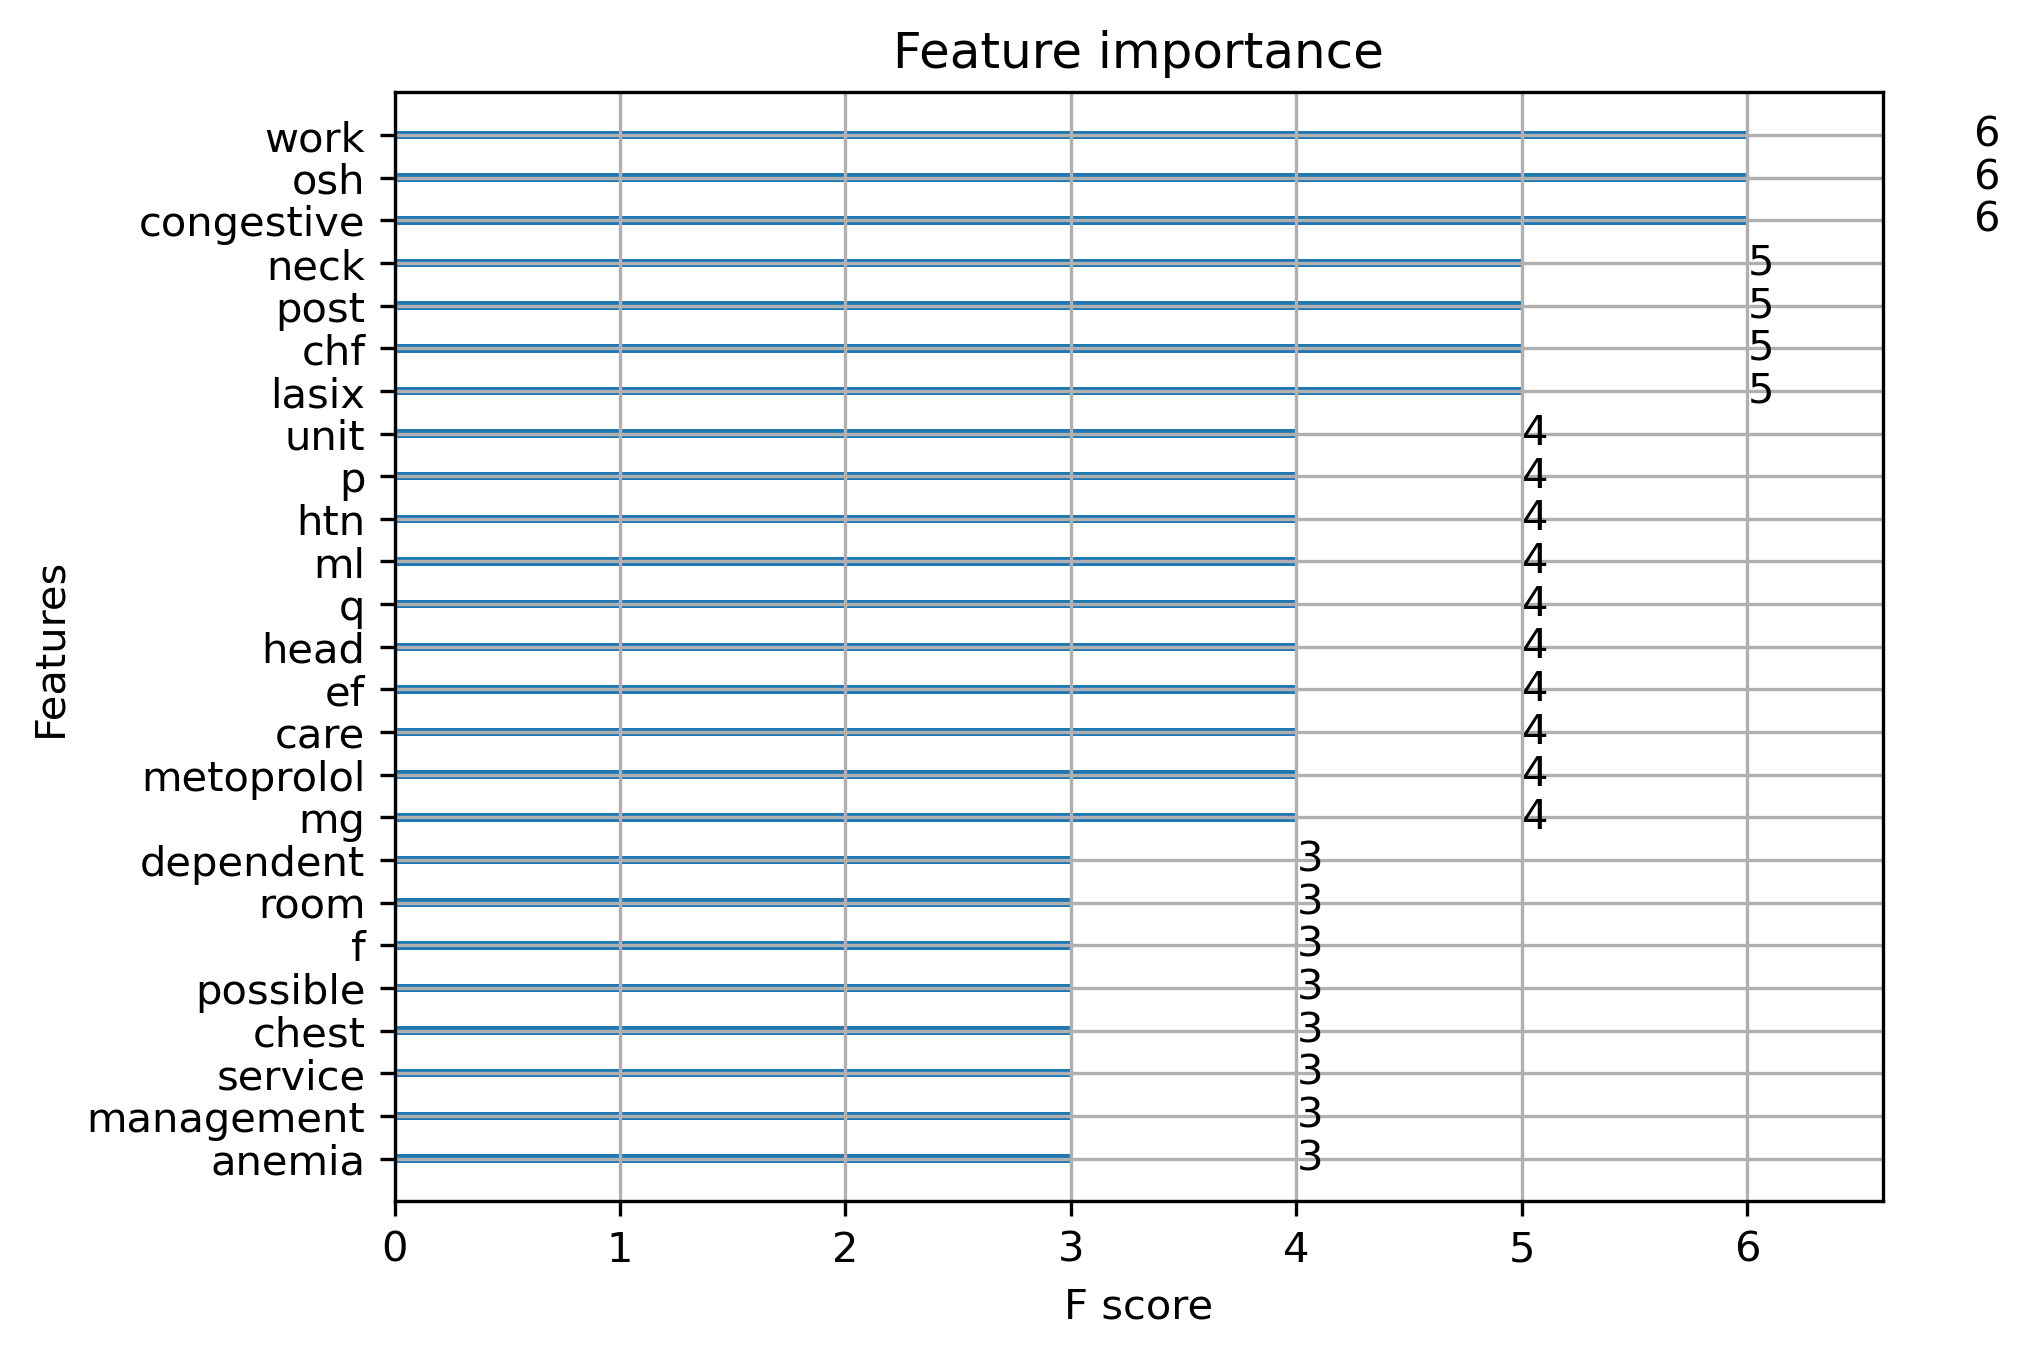 Feature importance
work 6
osh 6
congestive 6
neck 5
post 5
chf 5
lasix 5
unit 4
p 4
htn 4
ml 4
q 4
head 4
ef 4
care 4
metoprolol 4
mg 4
dependent 3
room 3
f 3
possible 3
chest 3
service 3
management 3
anemia 3
Features
0 1 2 3 4 5 6
F score